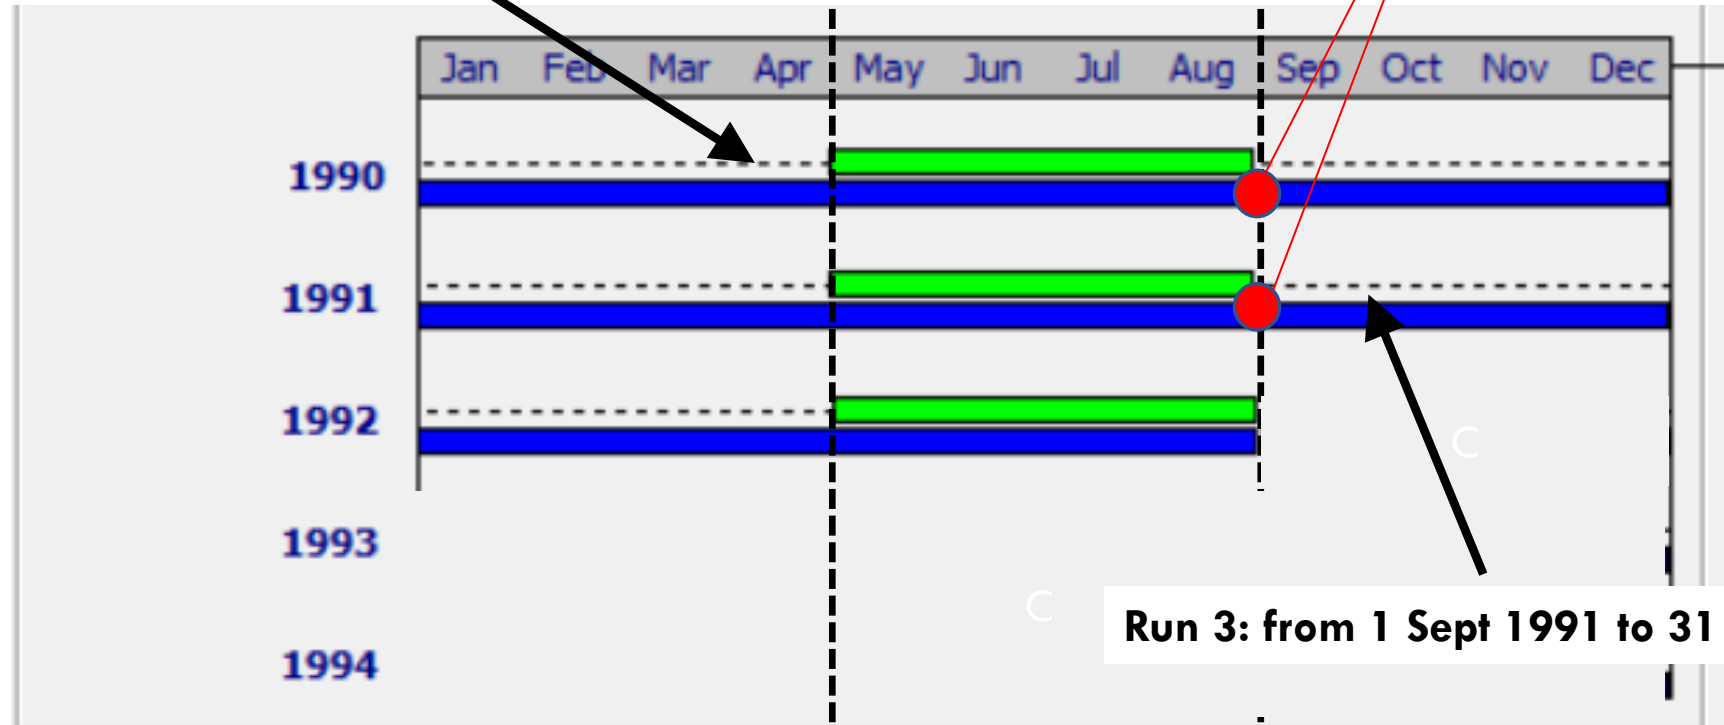 Jan Feb Mar Apr May Jun Jul Aug Sep Oct Nov Dec
1990
1991
1992
C
1993
C
Run 3: from 1 Sept 1991 to 31
1994